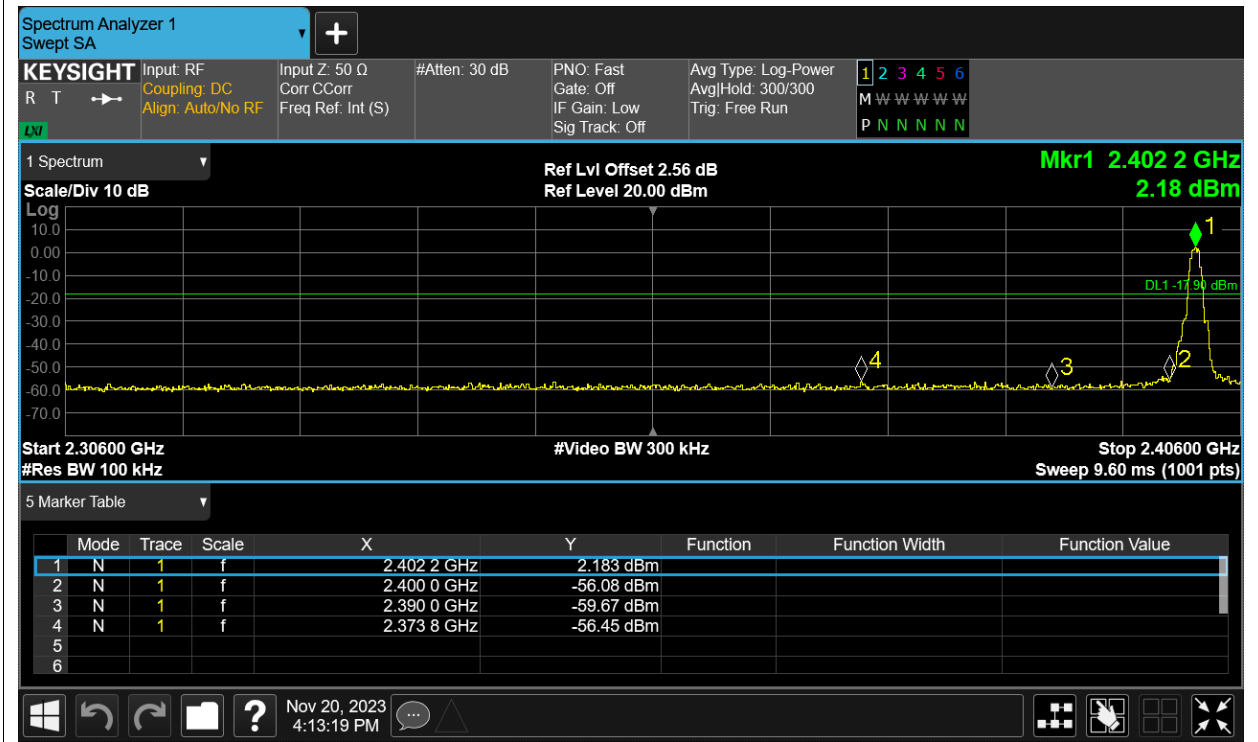 Spectrum Analyzer 1
Swept SA
KEYSIGHT Input: RF Input Z: 50 Ω #Atten: 30 dB PNO: Fast Avg Type: Log-Power 1 2 3 4 5 6
R T Coupling: DC Corr CCorr Gate: Off Avg|Hold: 300/300 M W W W W W
Align: Auto/No RF Freq Ref: Int (S) IF Gain: Low Trig: Free Run
LXI Sig Track: Off P N N N N N N
1 Spectrum
Scale/Div 10 dB
Ref Lvl Offset 2.56 dB
Ref Level 20.00 dBm
Mkr1 2.402 2 GHz
2.18 dBm
Log
10.0
0.00
-10.0
-20.0
-30.0
-40.0
-50.0
-60.0
-70.0
1
DL1 -17.90 dBm
4
3
2
Start 2.30600 GHz #Video BW 300 kHz Stop 2.40600 GHz
#Res BW 100 kHz Sweep 9.60 ms (1001 pts)
5 Marker Table
Mode Trace Scale X Y Function Function Width Function Value
1 N 1 f 2.402 2 GHz 2.183 dBm
2 N 1 f 2.400 0 GHz -56.08 dBm
3 N 1 f 2.390 0 GHz -59.67 dBm
4 N 1 f 2.373 8 GHz -56.45 dBm
5
6
? Nov 20, 2023
4:13:19 PM